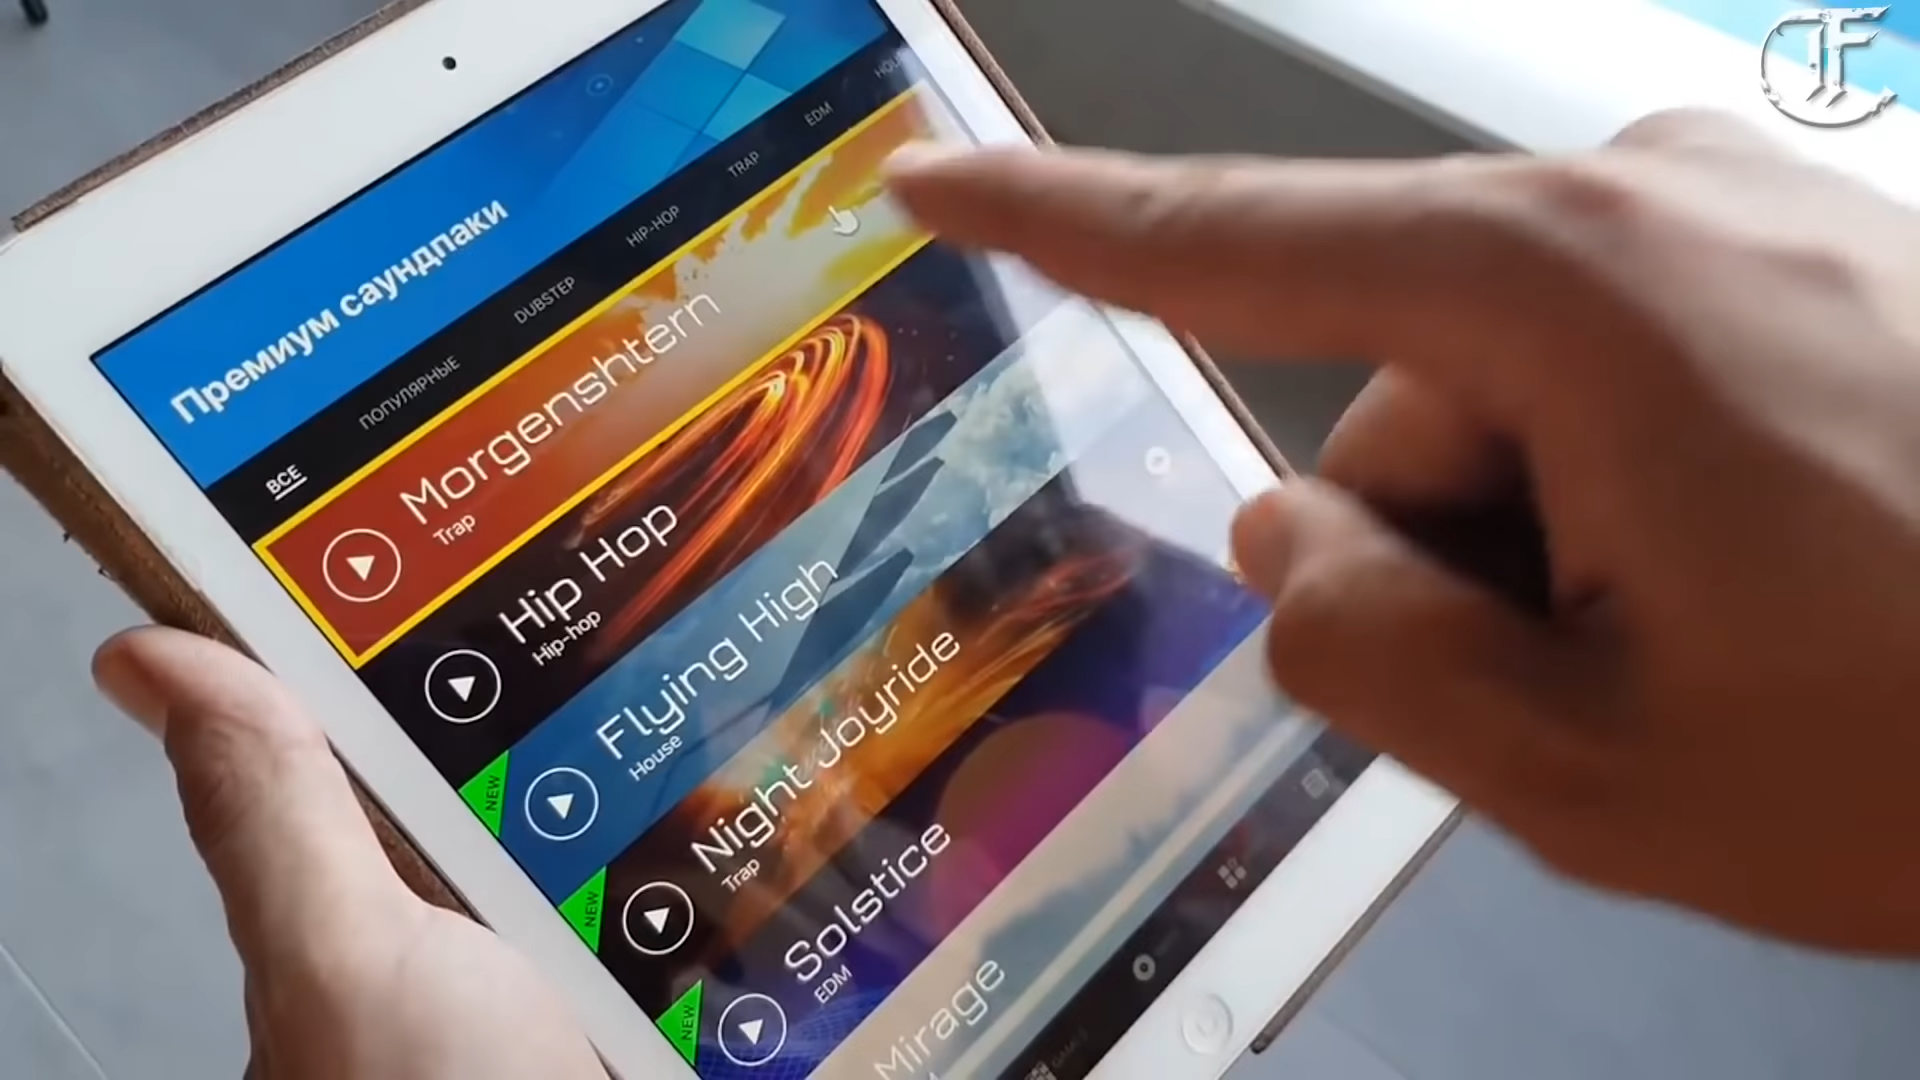 Премиум саундпаки
ВСЕ
ПОПУЛЯРНЫЕ
DUBSTEP
HIP-HOP
TRAP
EDM
Morgenshtern
Trap
Hip Hop
Hip-hop
NEW
Flying High
House
NEW
Night Joyride
Trap
NEW
Solstice
EDM
Mirage